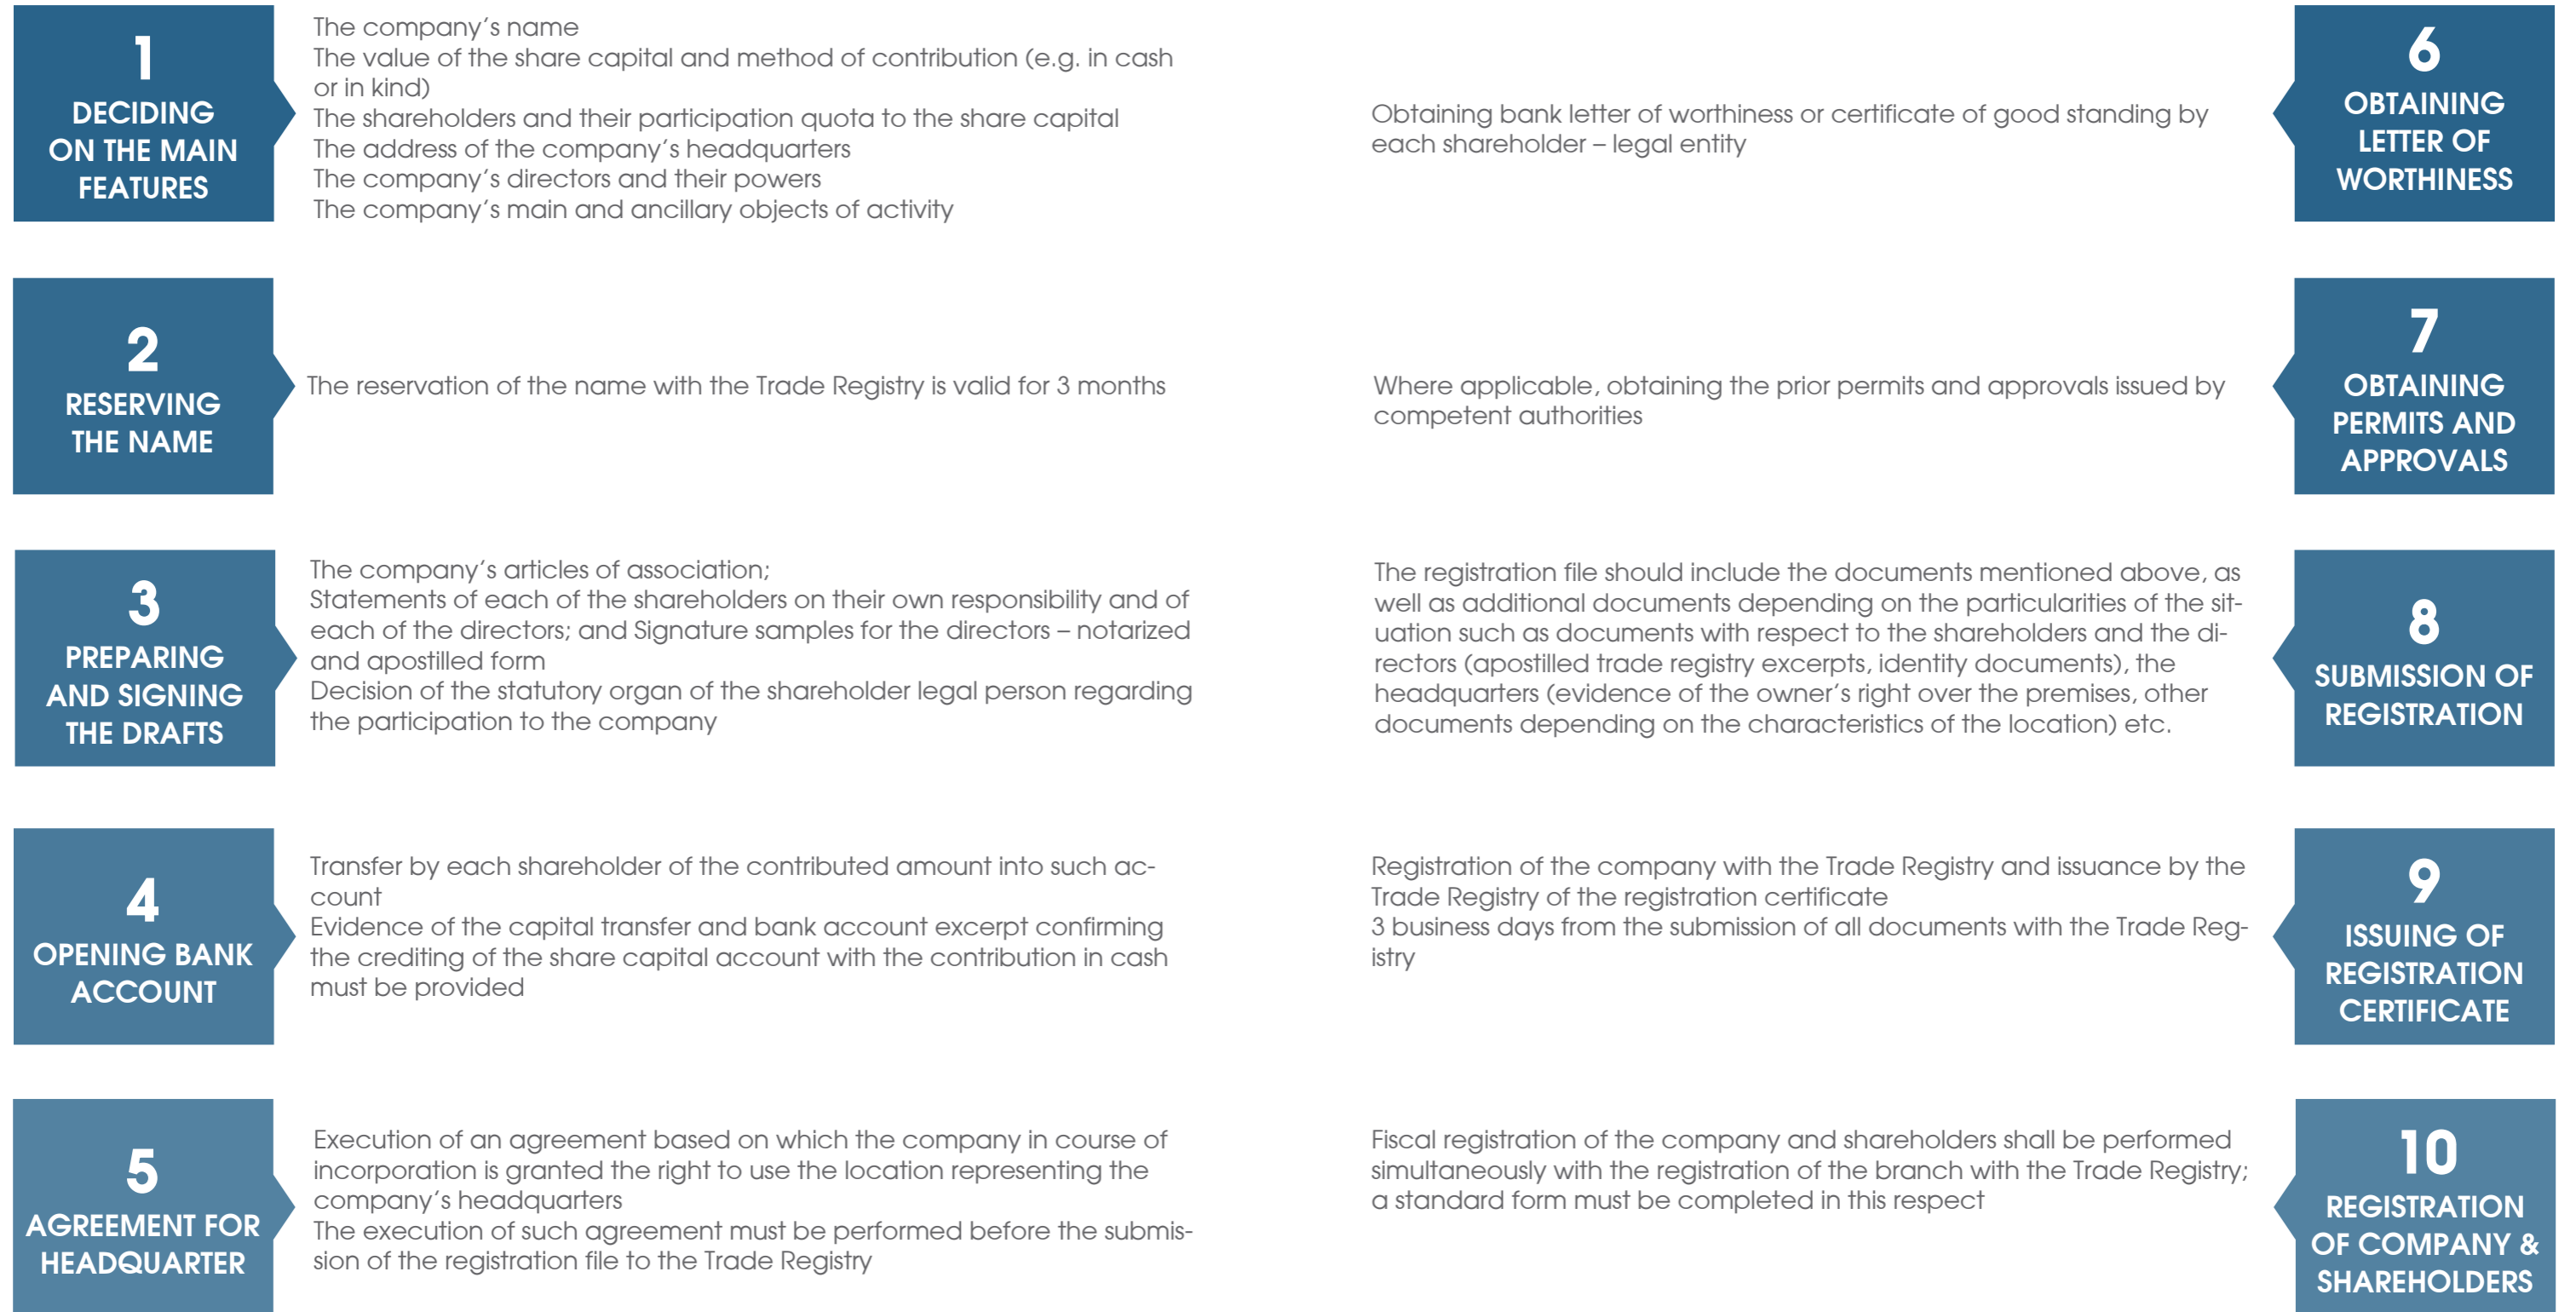 1
DECIDING
ON THE MAIN
FEATURES
The company's name
The value of the share capital and method of contribution (e.g. in cash
or in kind)
The shareholders and their participation quota to the share capital
The address of the company's headquarters
The company's directors and their powers
The company's main and ancillary objects of activity
2
RESERVING
THE NAME
The reservation of the name with the Trade Registry is valid for 3 months
3
PREPARING
AND SIGNING
THE DRAFTS
The company's articles of association;
Statements of each of the shareholders on their own responsibility and of
each of the directors; and Signature samples for the directors – notarized
and apostilled form
Decision of the statutory organ of the shareholder legal person regarding
the participation to the company
4
OPENING BANK
ACCOUNT
Transfer by each shareholder of the contributed amount into such ac-
count
Evidence of the capital transfer and bank account excerpt confirming
the crediting of the share capital account with the contribution in cash
must be provided
5
AGREEMENT FOR
HEADQUARTER
Execution of an agreement based on which the company in course of
incorporation is granted the right to use the location representing the
company's headquarters
The execution of such agreement must be performed before the submis-
sion of the registration file to the Trade Registry
6
OBTAINING
LETTER OF
WORTHINESS
Obtaining bank letter of worthiness or certificate of good standing by
each shareholder – legal entity
7
OBTAINING
PERMITS AND
APPROVALS
Where applicable, obtaining the prior permits and approvals issued by
competent authorities
8
SUBMISSION OF
REGISTRATION
The registration file should include the documents mentioned above, as
well as additional documents depending on the particularities of the sit-
uation such as documents with respect to the shareholders and the di-
rectors (apostilled trade registry excerpts, identity documents), the
headquarters (evidence of the owner's right over the premises, other
documents depending on the characteristics of the location) etc.
9
ISSUING OF
REGISTRATION
CERTIFICATE
Registration of the company with the Trade Registry and issuance by the
Trade Registry of the registration certificate
3 business days from the submission of all documents with the Trade Reg-
istry
10
REGISTRATION
OF COMPANY &
SHAREHOLDERS
Fiscal registration of the company and shareholders shall be performed
simultaneously with the registration of the branch with the Trade Registry;
a standard form must be completed in this respect